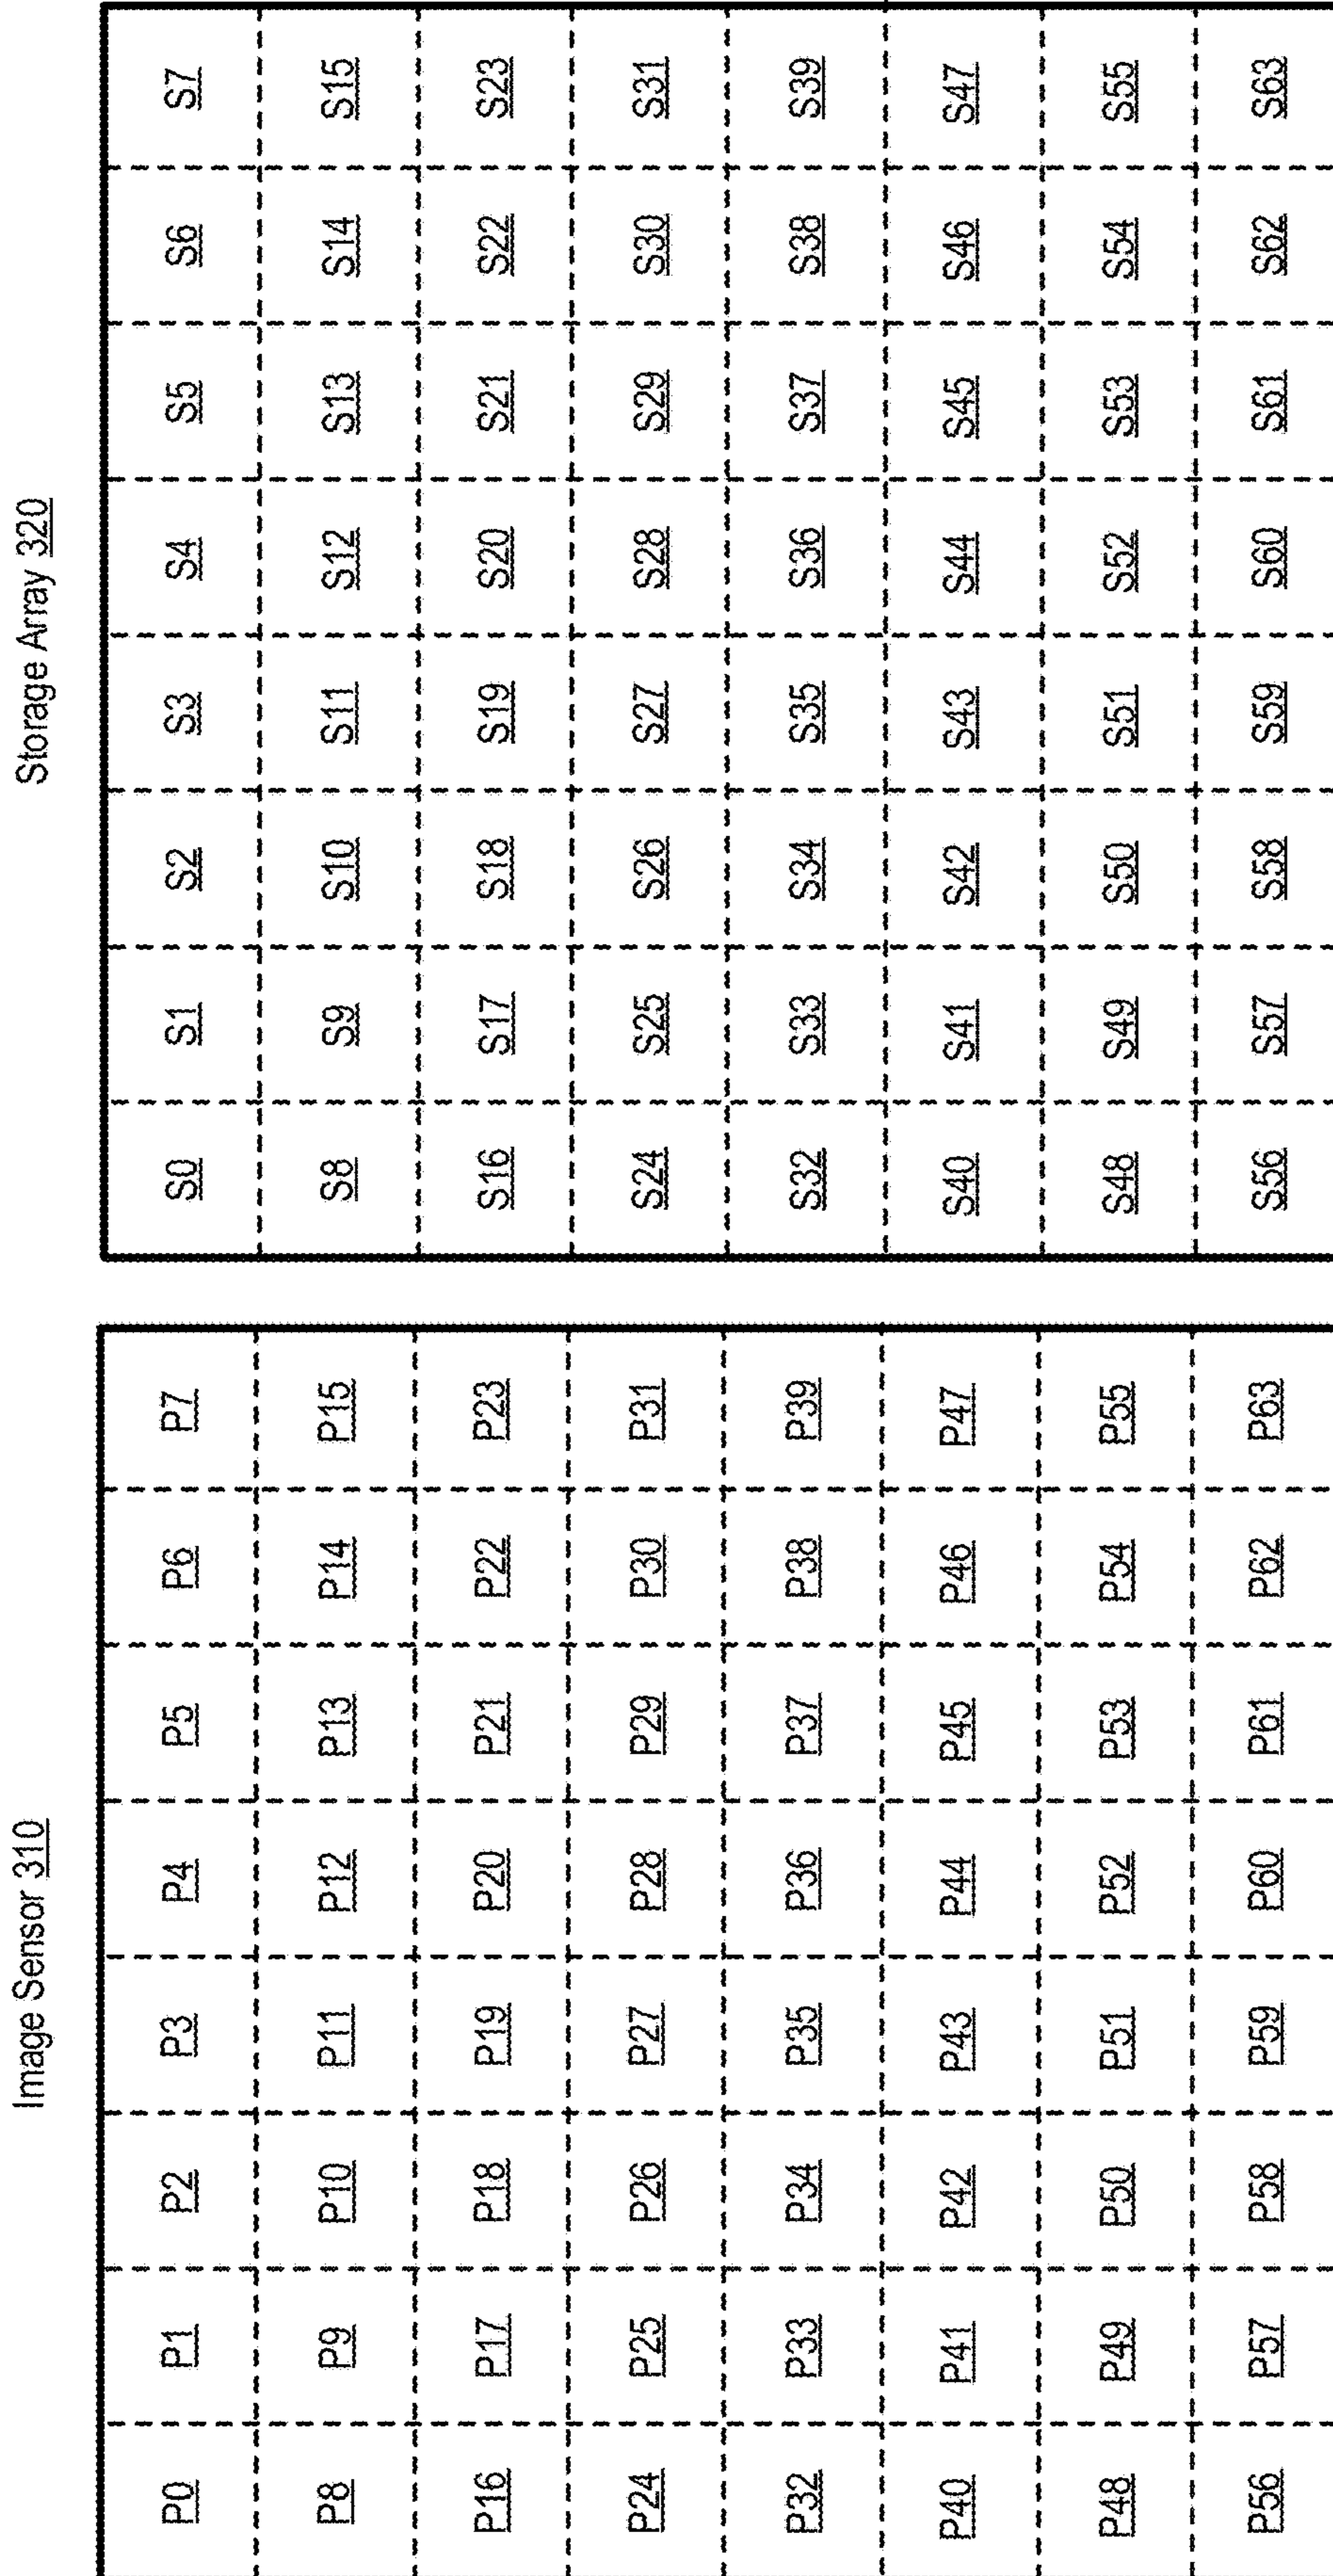 Image Sensor 310
P0 P1 P2 P3 P4 P5 P6 P7
P8 P9 P10 P11 P12 P13 P14 P15
P16 P17 P18 P19 P20 P21 P22 P23
P24 P25 P26 P27 P28 P29 P30 P31
P32 P33 P34 P35 P36 P37 P38 P39
P40 P41 P42 P43 P44 P45 P46 P47
P48 P49 P50 P51 P52 P53 P54 P55
P56 P57 P58 P59 P60 P61 P62 P63
Storage Array 320
S0 S1 S2 S3 S4 S5 S6 S7
S8 S9 S10 S11 S12 S13 S14 S15
S16 S17 S18 S19 S20 S21 S22 S23
S24 S25 S26 S27 S28 S29 S30 S31
S32 S33 S34 S35 S36 S37 S38 S39
S40 S41 S42 S43 S44 S45 S46 S47
S48 S49 S50 S51 S52 S53 S54 S55
S56 S57 S58 S59 S60 S61 S62 S63